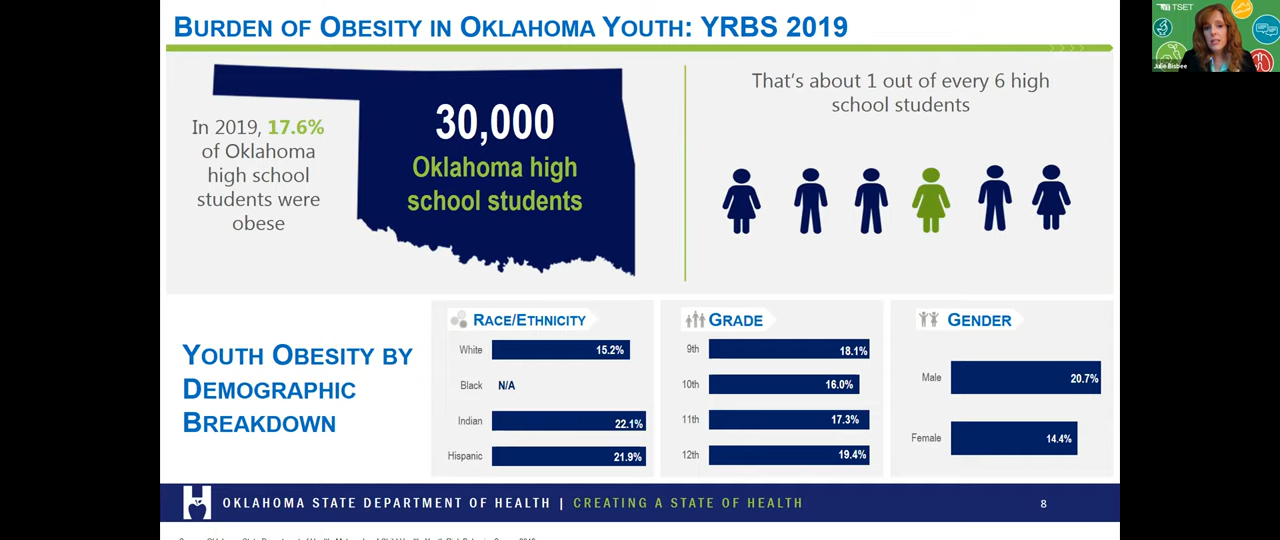 BURDEN OF OBESITY IN OKLAHOMA YOUTH: YRBS 2019
TSET
Julie Bisbee
In 2019, 17.6%
of Oklahoma
high school
students were
obese
30,000
Oklahoma high
school students
That's about 1 out of every 6 high
school students
YOUTH OBESITY BY
DEMOGRAPHIC
BREAKDOWN
RACE/ETHNICITY
White 15.2%
Black N/A
Indian 22.1%
Hispanic 21.9%
GRADE
9th 18.1%
10th 16.0%
11th 17.3%
12th 19.4%
GENDER
Male 20.7%
Female 14.4%
OKLAHOMA STATE DEPARTMENT OF HEALTH | CREATING A STATE OF HEALTH
8